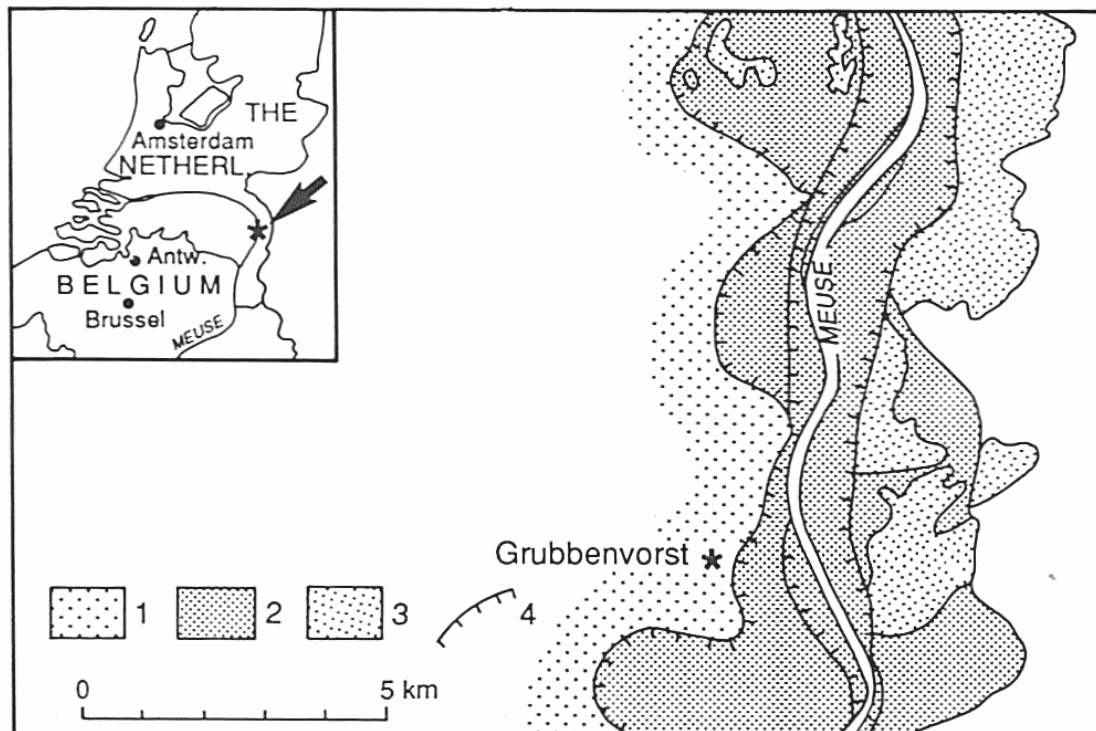 THE
Amsterdam
NETHERL.
Antw.
BELGIUM
Brussel
MEUSE
MEUSE
Grubbenvorst
1 2 3 4
0 5 km